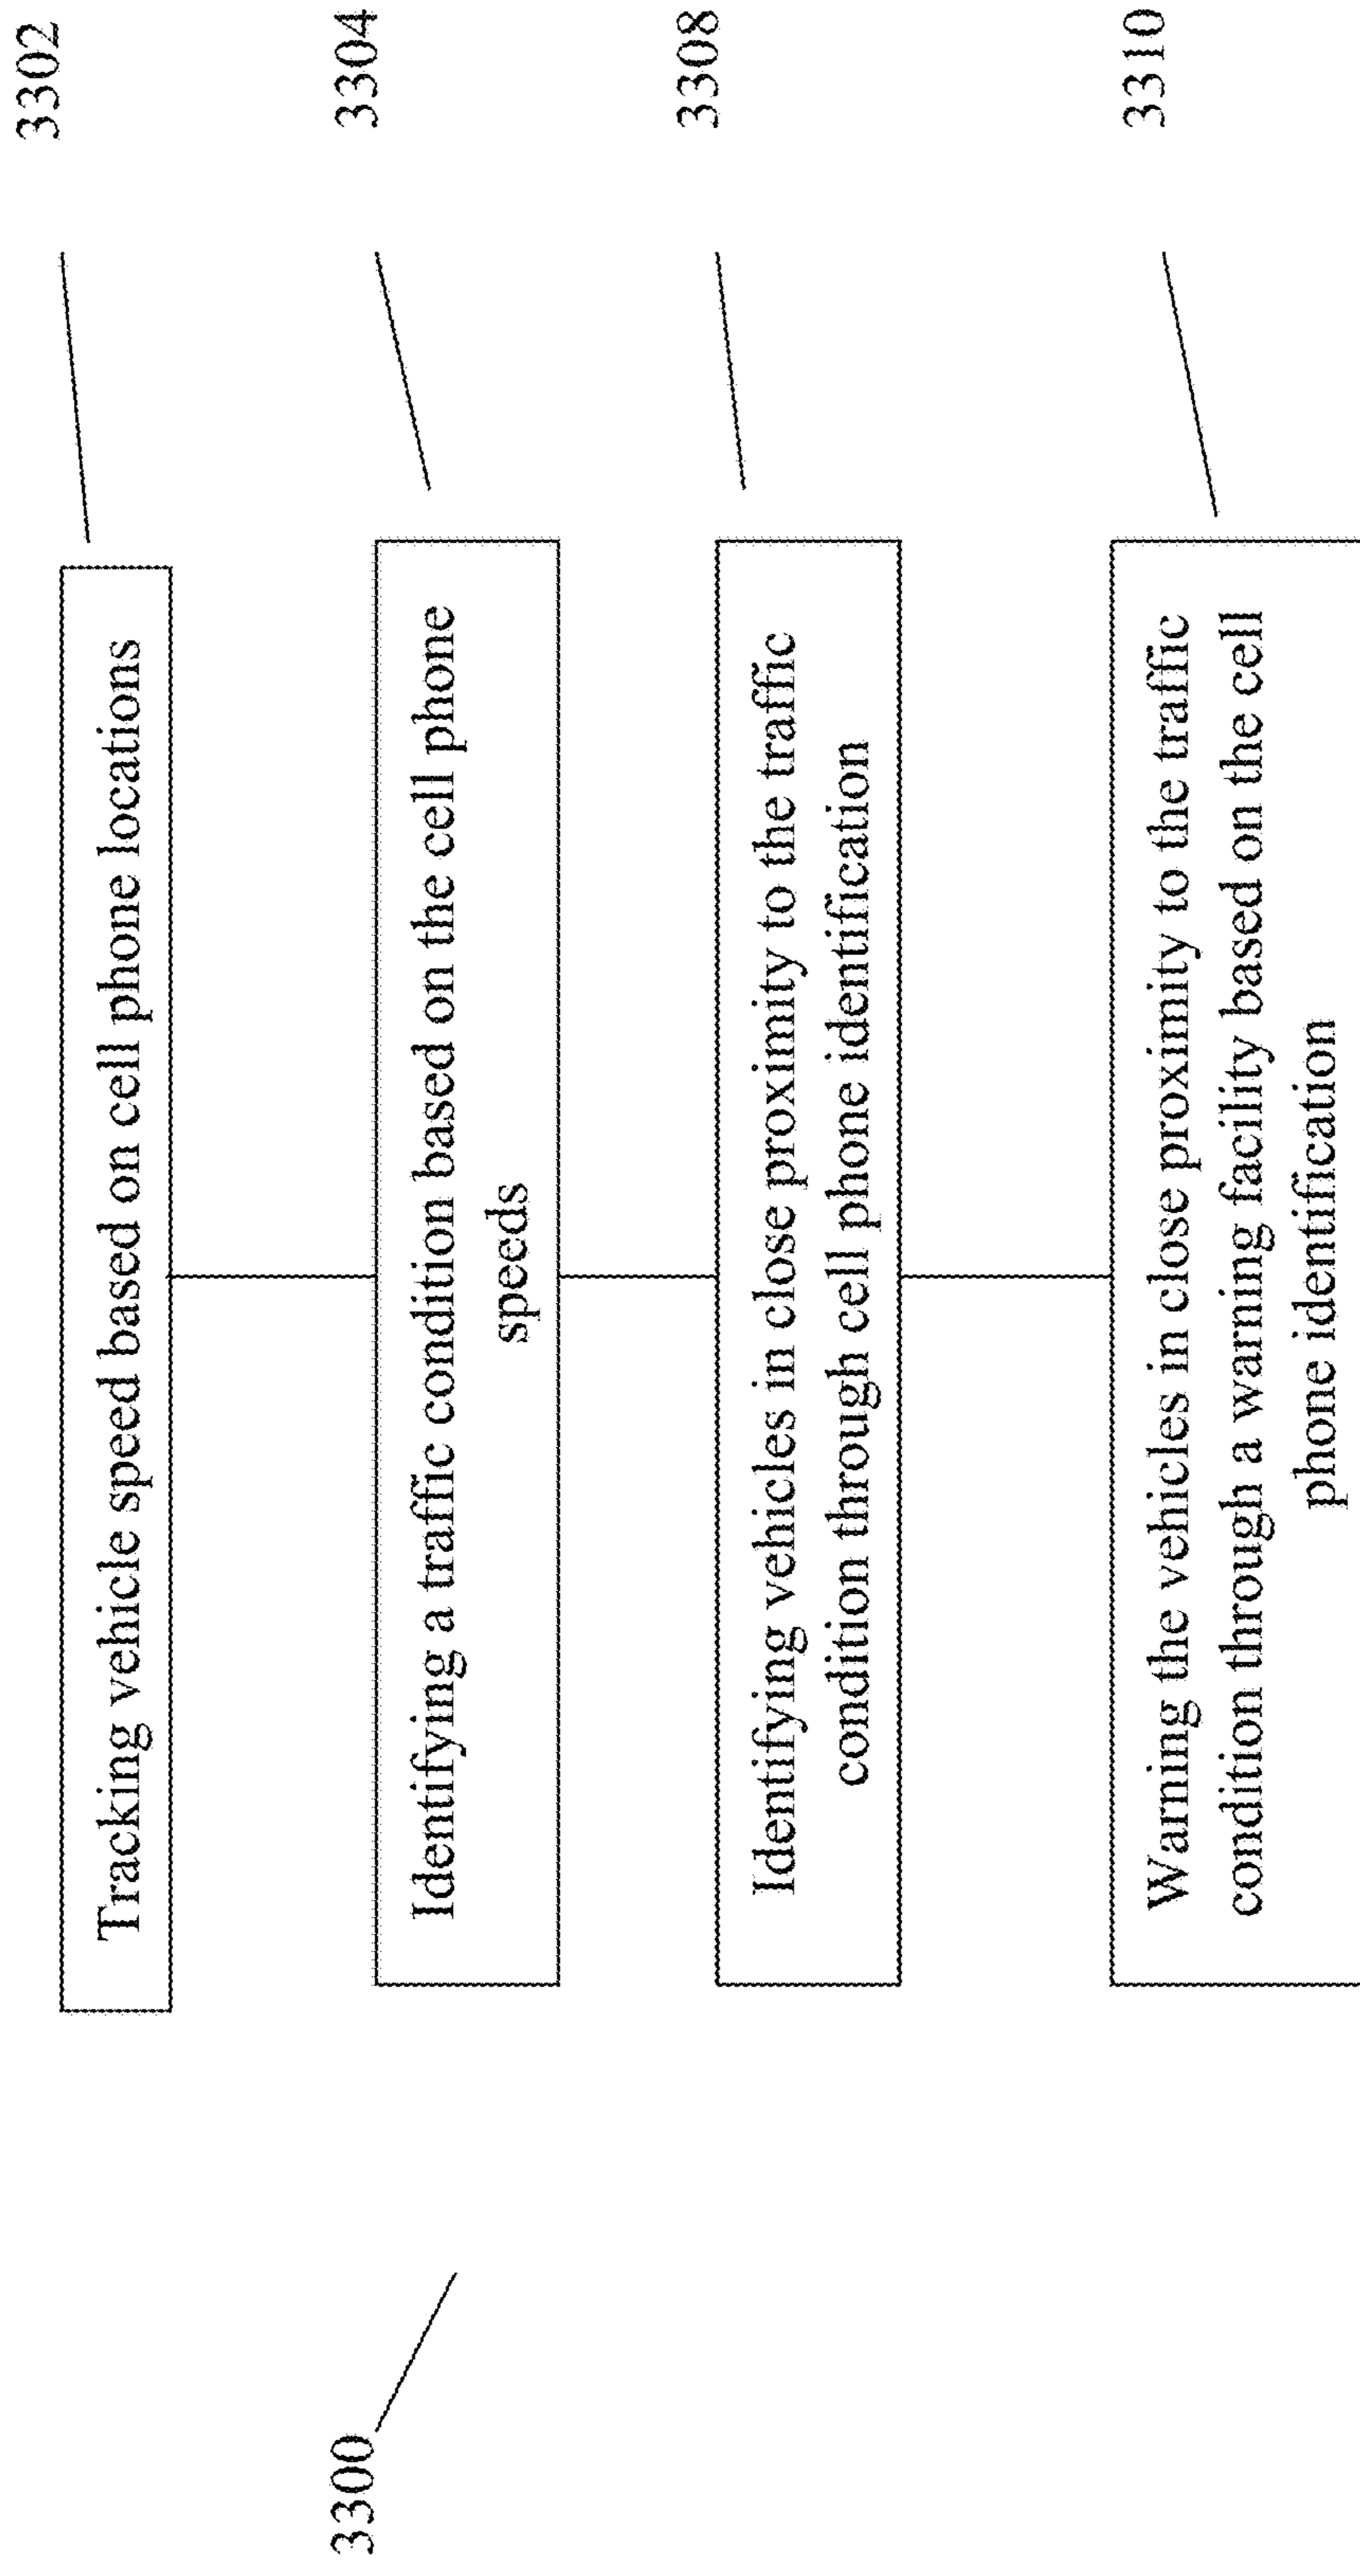 3300
3302
Tracking vehicle speed based on cell phone locations
3304
Identifying a traffic condition based on the cell phone
speeds
3308
Identifying vehicles in close proximity to the traffic
condition through cell phone identification
3310
Warning the vehicles in close proximity to the traffic
condition through a warning facility based on the cell
phone identification